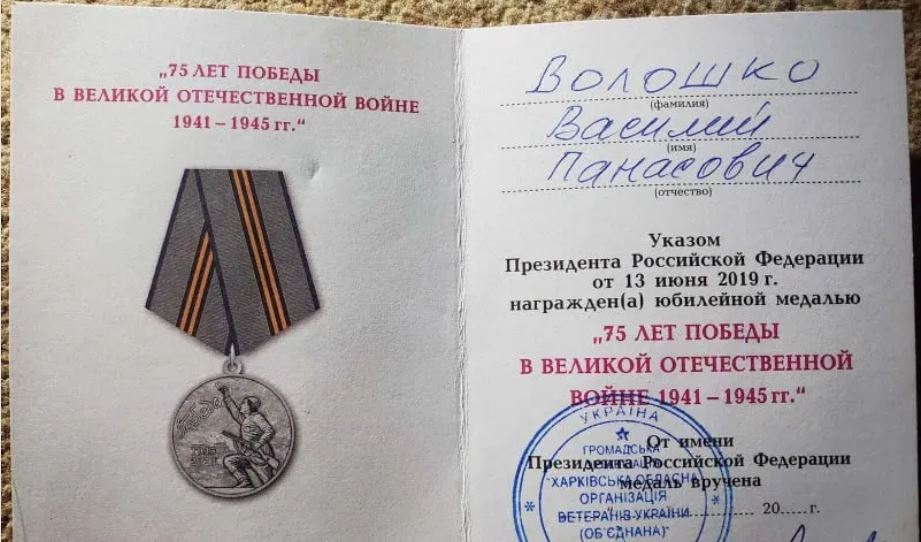 „75 ЛЕТ ПОБЕДЫ
В ВЕЛИКОЙ ОТЕЧЕСТВЕННОЙ ВОЙНЕ
1941 – 1945 гг.“
Победа
Волошко
(фамилия)
Василий
(имя)
Панасович
(отчество)
Указом
Президента Российской Федерации
от 13 июня 2019 г.
награжден(а) юбилейной медалью
„75 ЛЕТ ПОБЕДЫ
В ВЕЛИКОЙ ОТЕЧЕСТВЕННОЙ
ВОЙНЕ 1941 – 1945 гг.“
От имени
Президента Российской Федерации
медаль вручена
20.....г.
УКРАЇНА
ГРОМАДСЬКА
ОРГАНІЗАЦІЯ
"ХАРКІВСЬКА ОБЛАСНА
ОРГАНІЗАЦІЯ
ВЕТЕРАНІВ УКРАЇНИ
(ОБ'ЄДНАНА)"